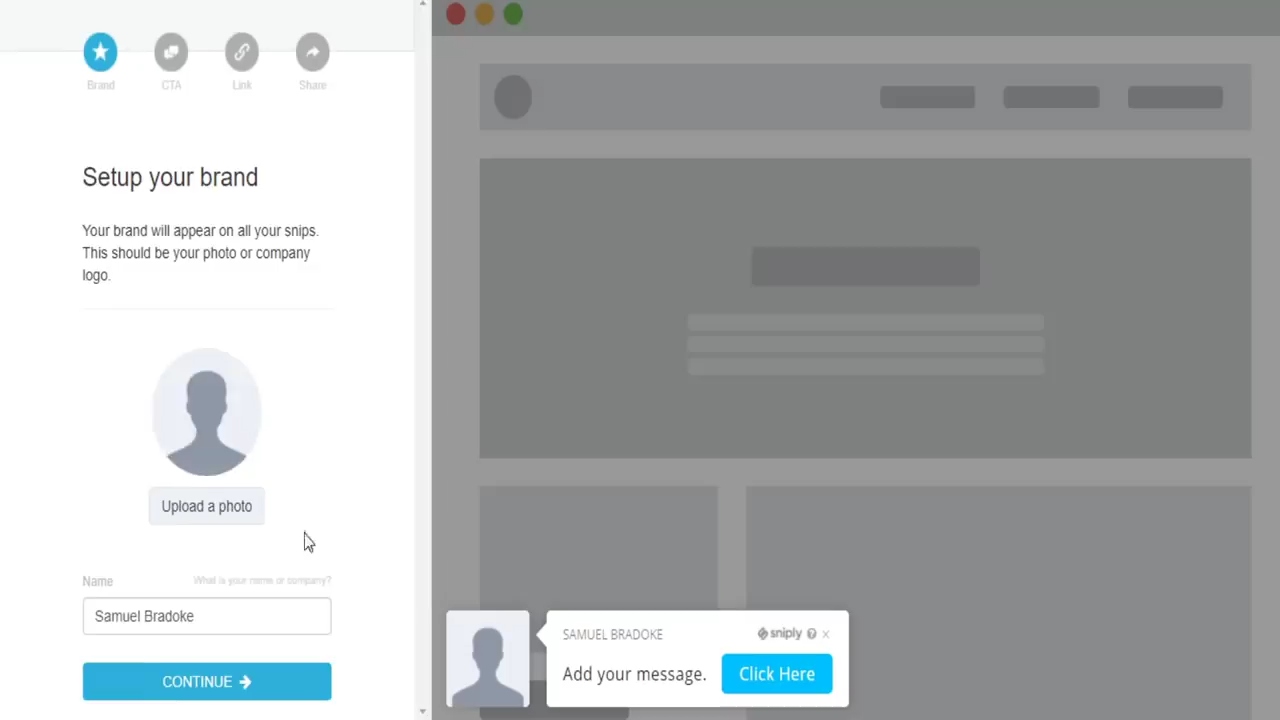 Brand
CTA
Link
Share
Setup your brand
Your brand will appear on all your snips.
This should be your photo or company
logo.
Upload a photo
Name
What is your name or company?
Samuel Bradoke
CONTINUE
SAMUEL BRADOKE
sniply
Add your message.
Click Here